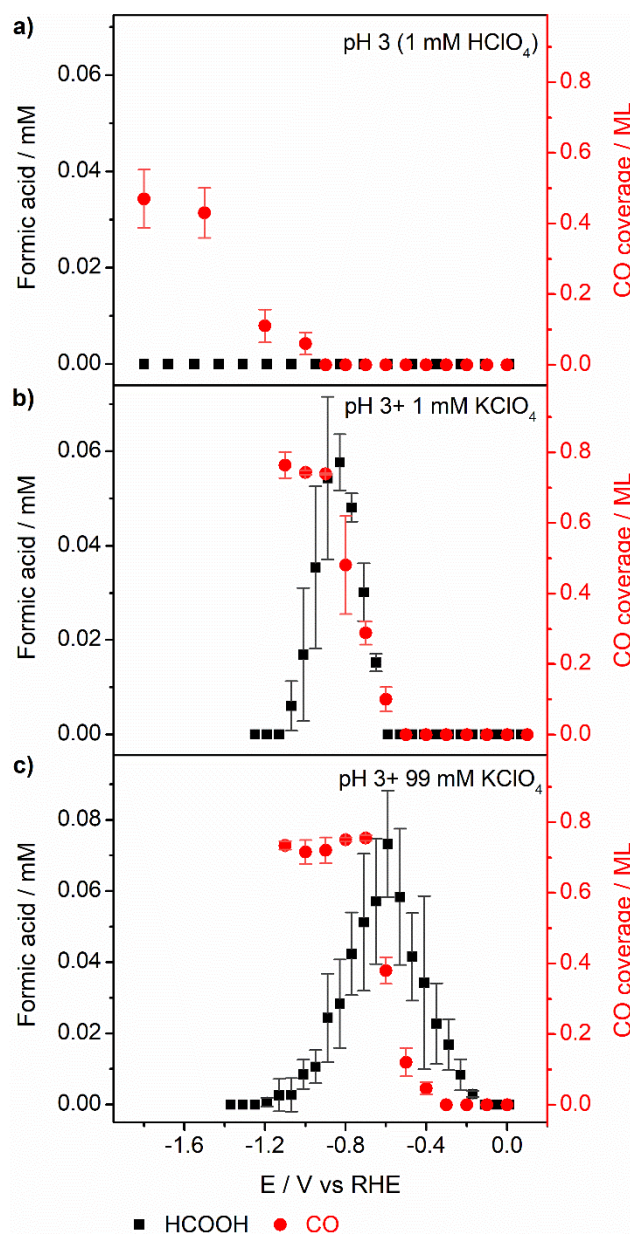 a)
pH 3 (1 mM HClO4)
Formic acid / mM
0.06
0.04
0.02
0.00
CO coverage / ML
0.8
0.6
0.4
0.2
0.0
b)
pH 3+ 1 mM KClO4
Formic acid / mM
0.06
0.04
0.02
0.00
CO coverage / ML
0.8
0.6
0.4
0.2
0.0
c)
pH 3+ 99 mM KClO4
Formic acid / mM
0.08
0.06
0.04
0.02
0.00
CO coverage / ML
0.8
0.6
0.4
0.2
0.0
-1.6 -1.2 -0.8 -0.4 0.0
E / V vs RHE
HCOOH CO